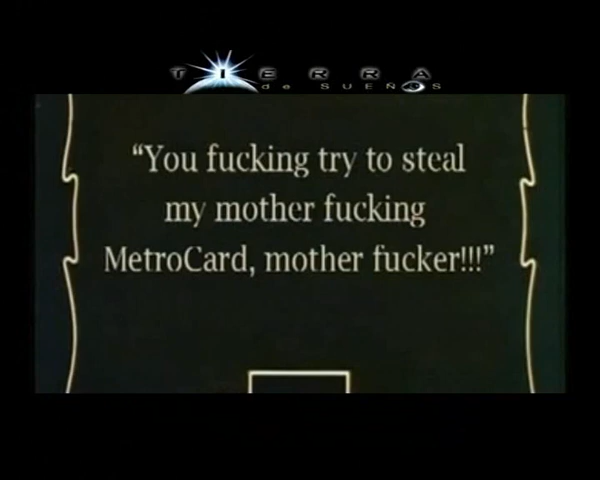 TIERRA
de SUEÑOS
“You fucking try to steal
my mother fucking
MetroCard, mother fucker!!!”